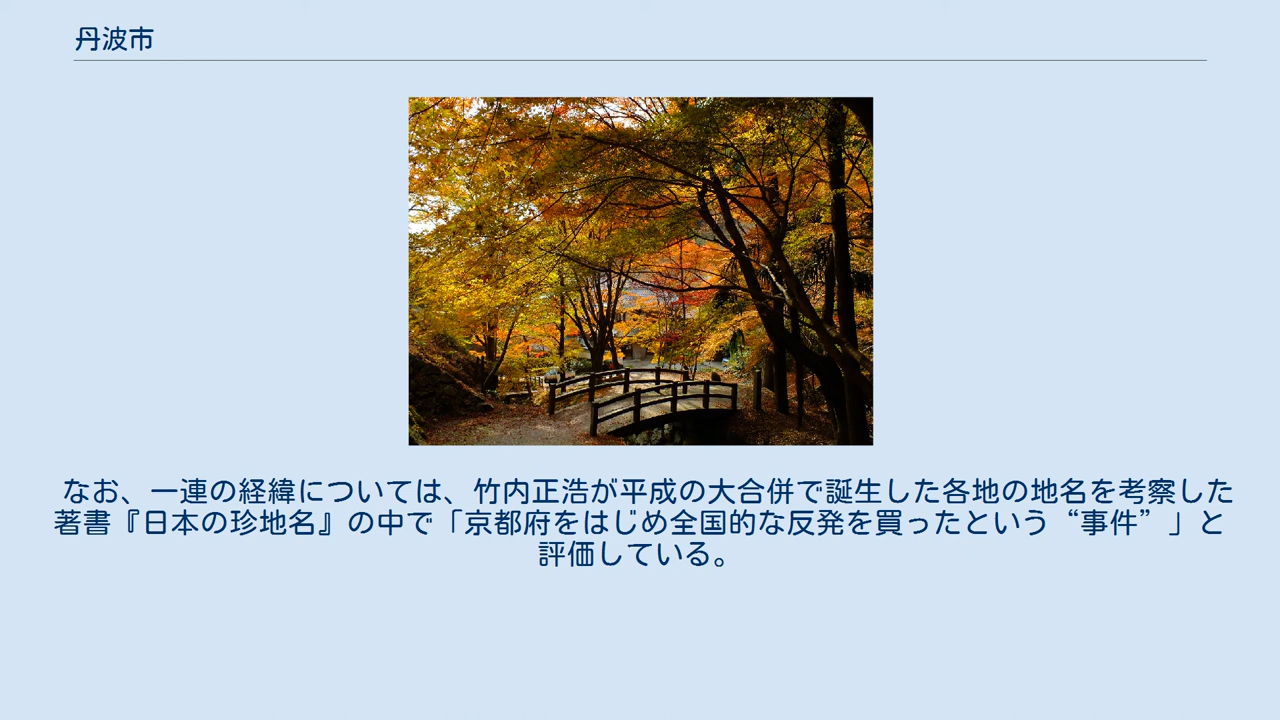 丹波市
なお、一連の経緯については、竹内正浩が平成の大合併で誕生した各地の地名を考察した
著書『日本の珍地名』の中で「京都府をはじめ全国的な反発を買ったという“事件”」と
評価している。